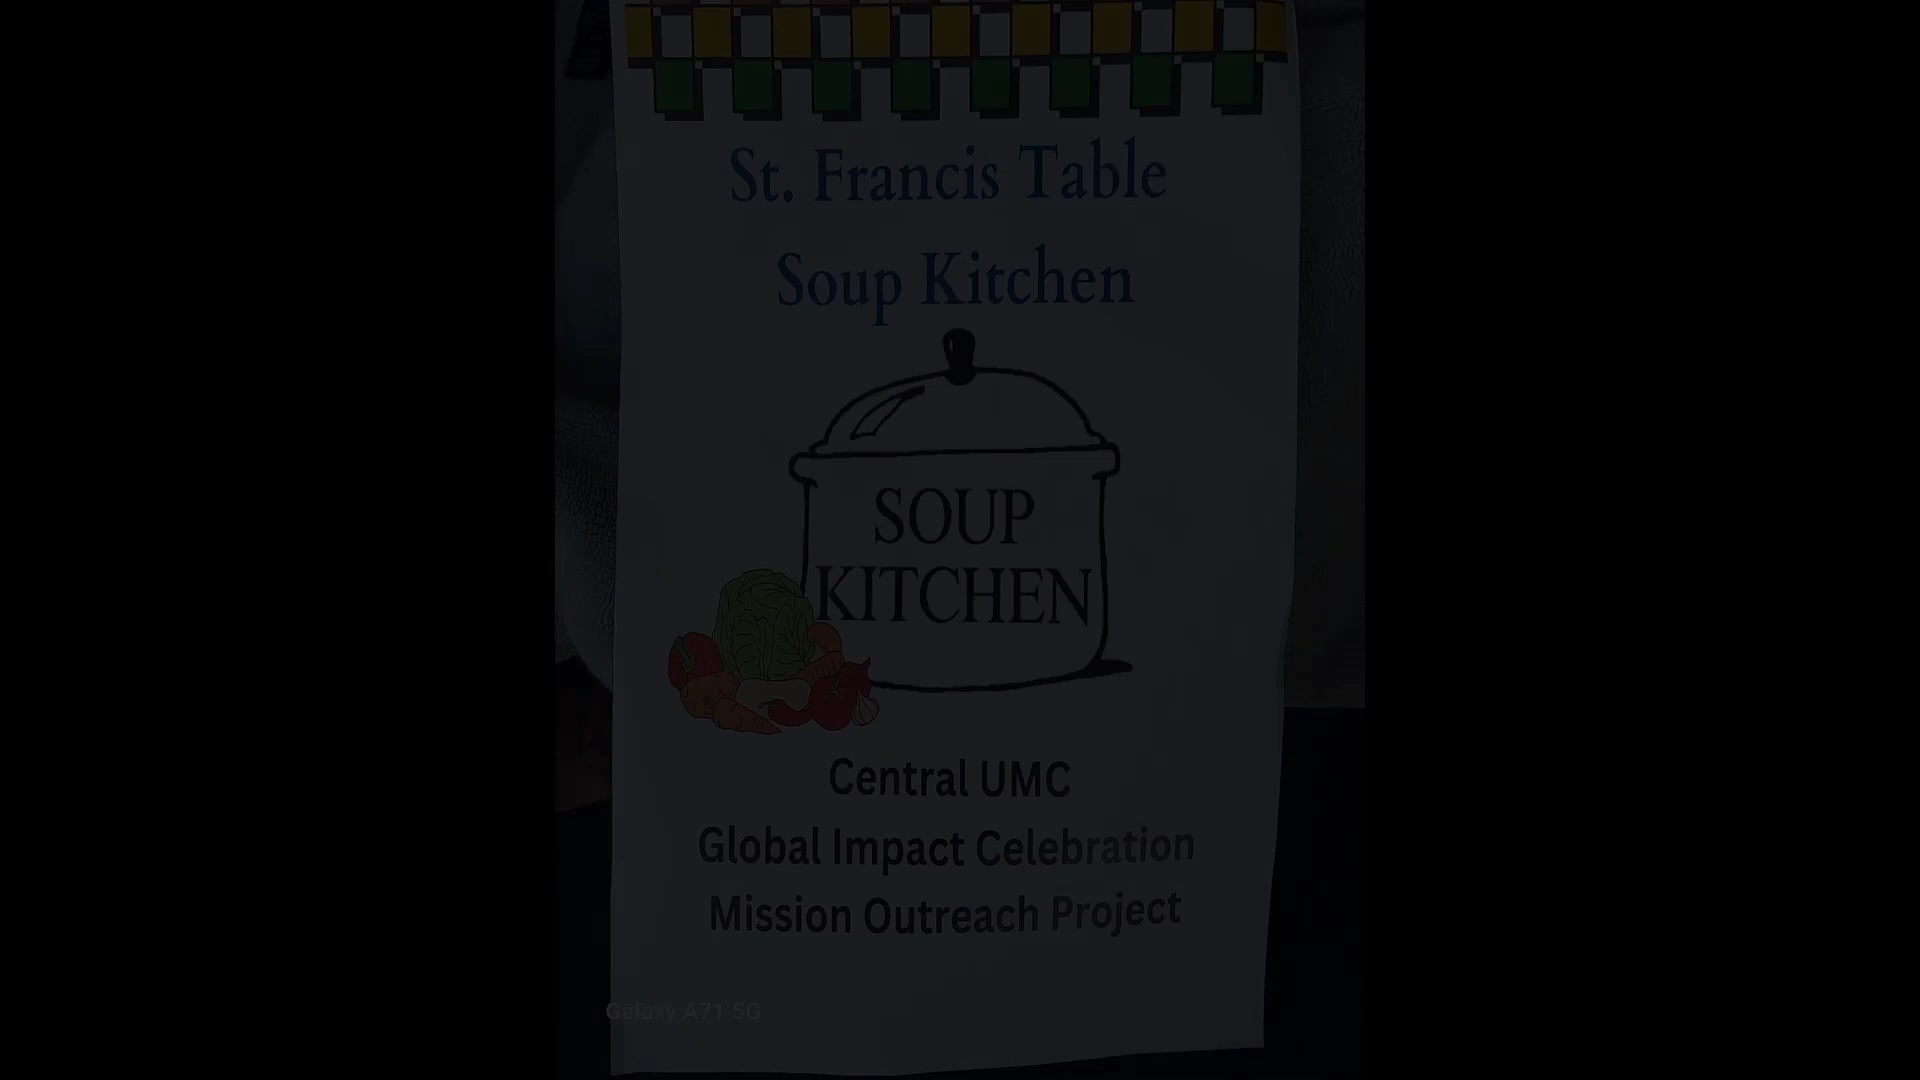 St. Francis Table
Soup Kitchen
SOUP
KITCHEN
Central UMC
Global Impact Celebration
Mission Outreach Project
Galaxy A71 5G